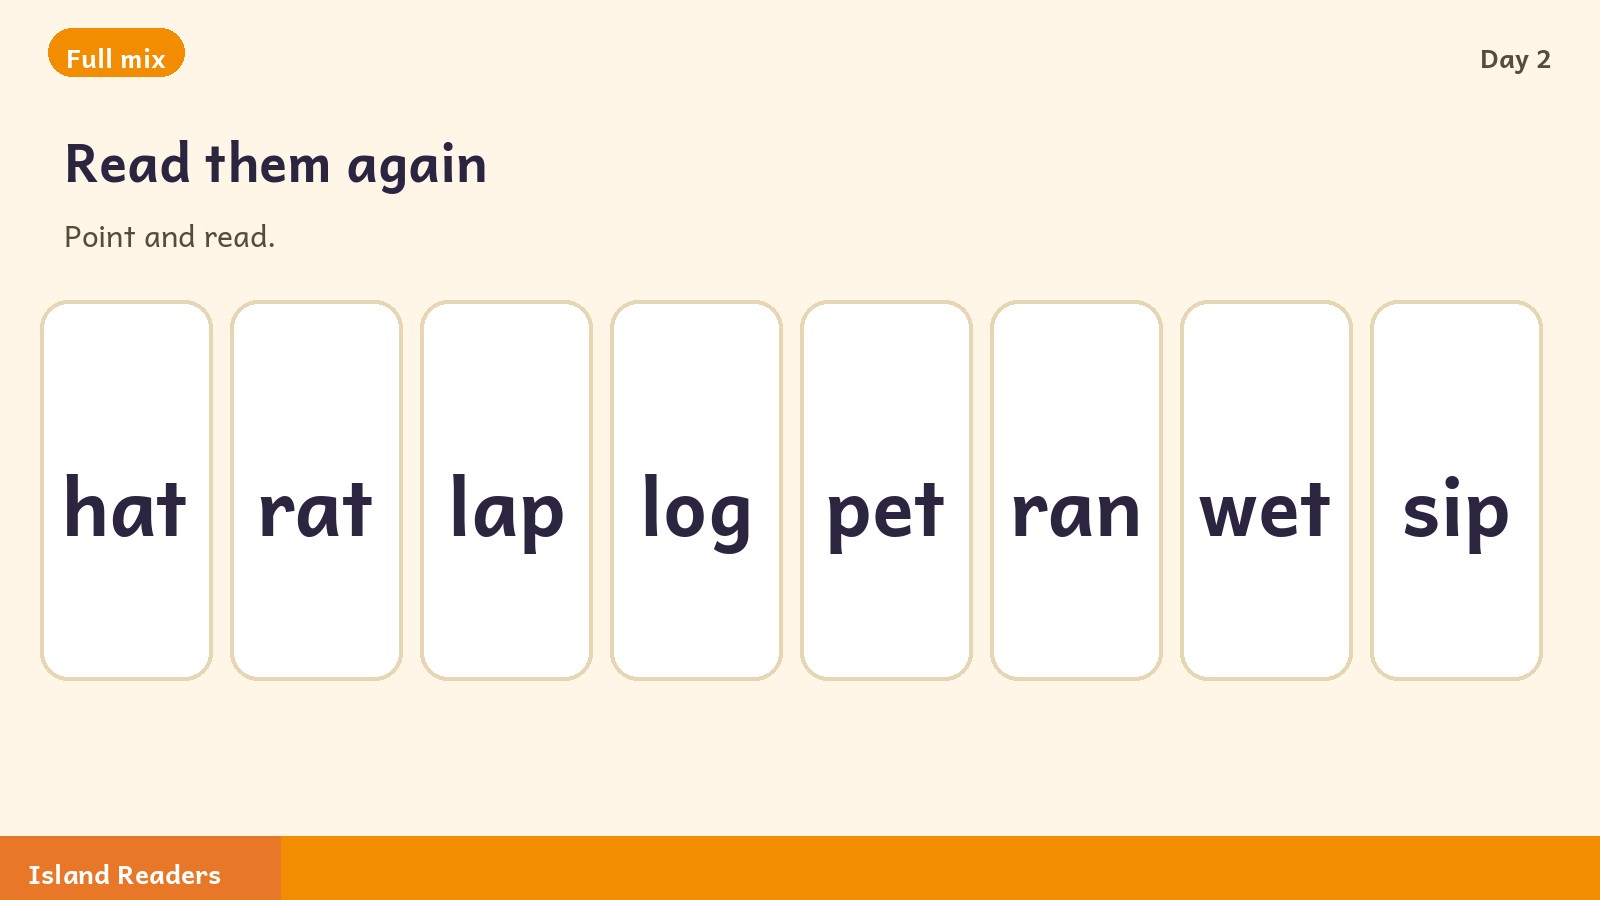 Full mix
Day 2
Read them again
Point and read.
hat rat lap log pet ran wet sip
Island Readers